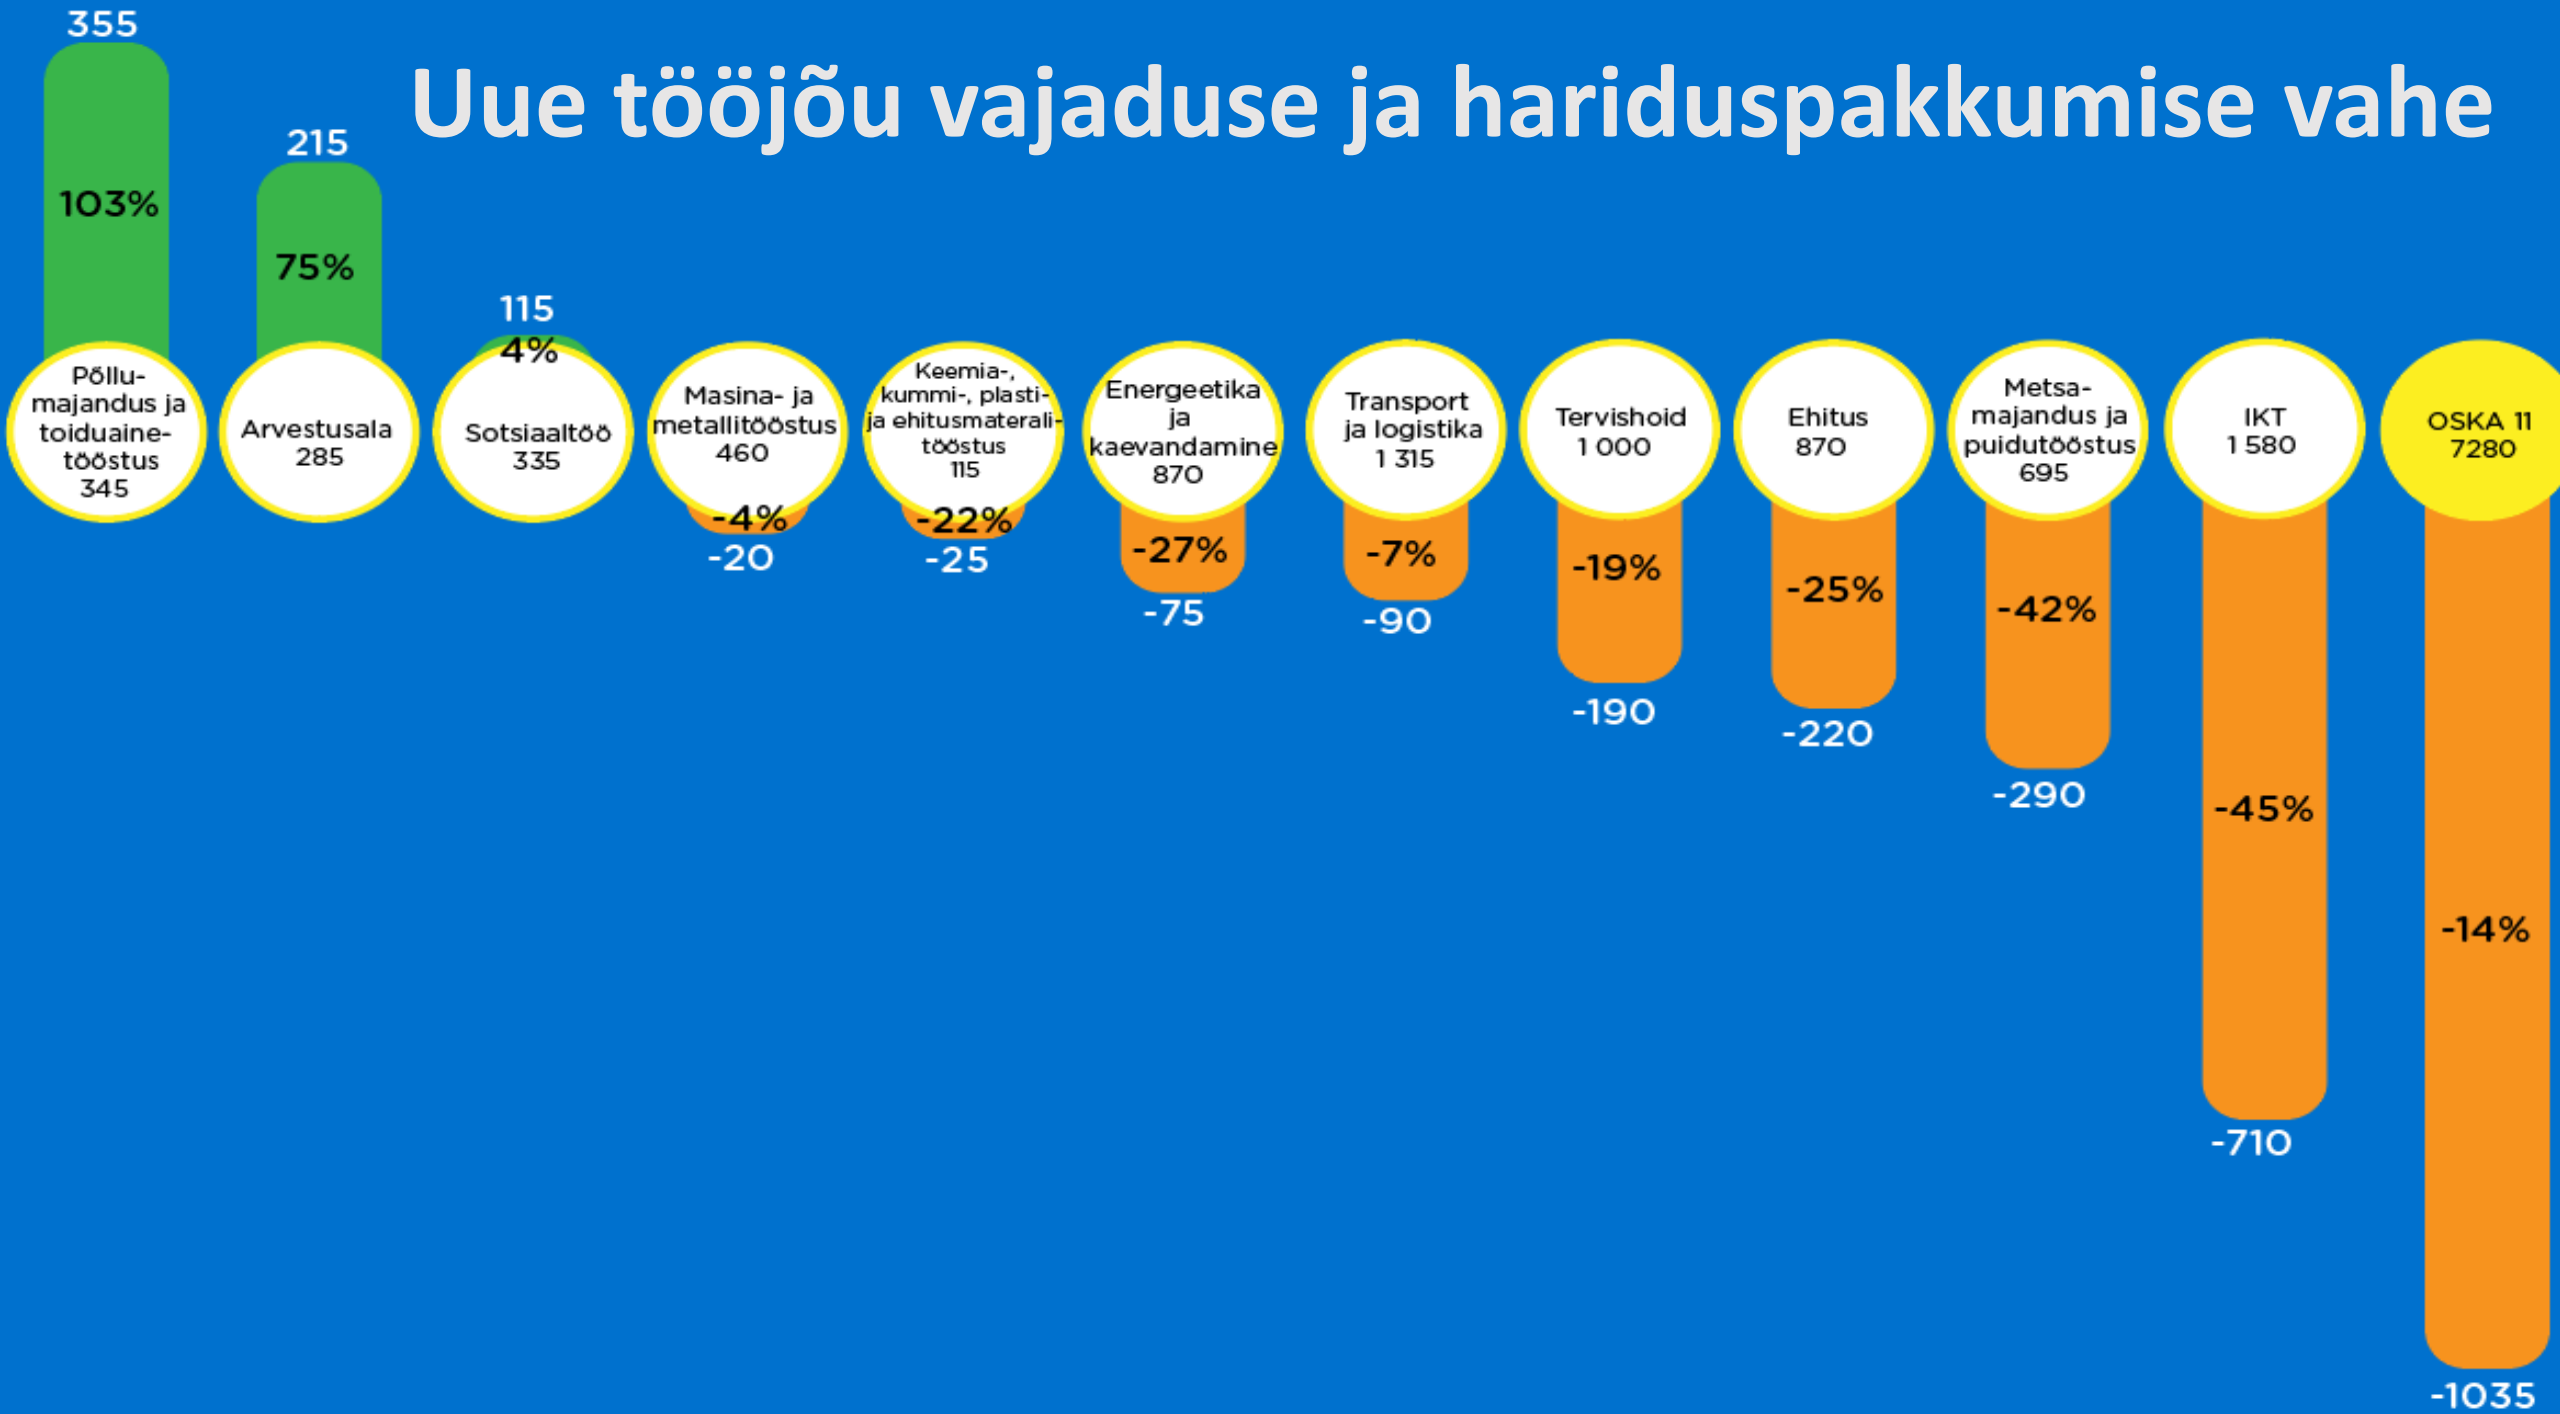 Uue tööjõu vajaduse ja hariduspakkumise vahe
355
103%
Põllu-
majandus ja
toiduaine-
tööstus
345
215
75%
Arvestusala
285
115
4%
Sotsiaaltöö
335
Masina- ja
metallitööstus
460
-4%
-20
Keemia-,
kummi-, plasti-
ja ehitusmaterali-
tööstus
115
-22%
-25
Energeetika
ja
kaevandamine
870
-27%
-75
Transport
ja logistika
1 315
-7%
-90
Tervishoid
1 000
-19%
-190
Ehitus
870
-25%
-220
Metsa-
majandus ja
puidutööstus
695
-42%
-290
IKT
1 580
-45%
-710
OSKA 11
7280
-14%
-1035